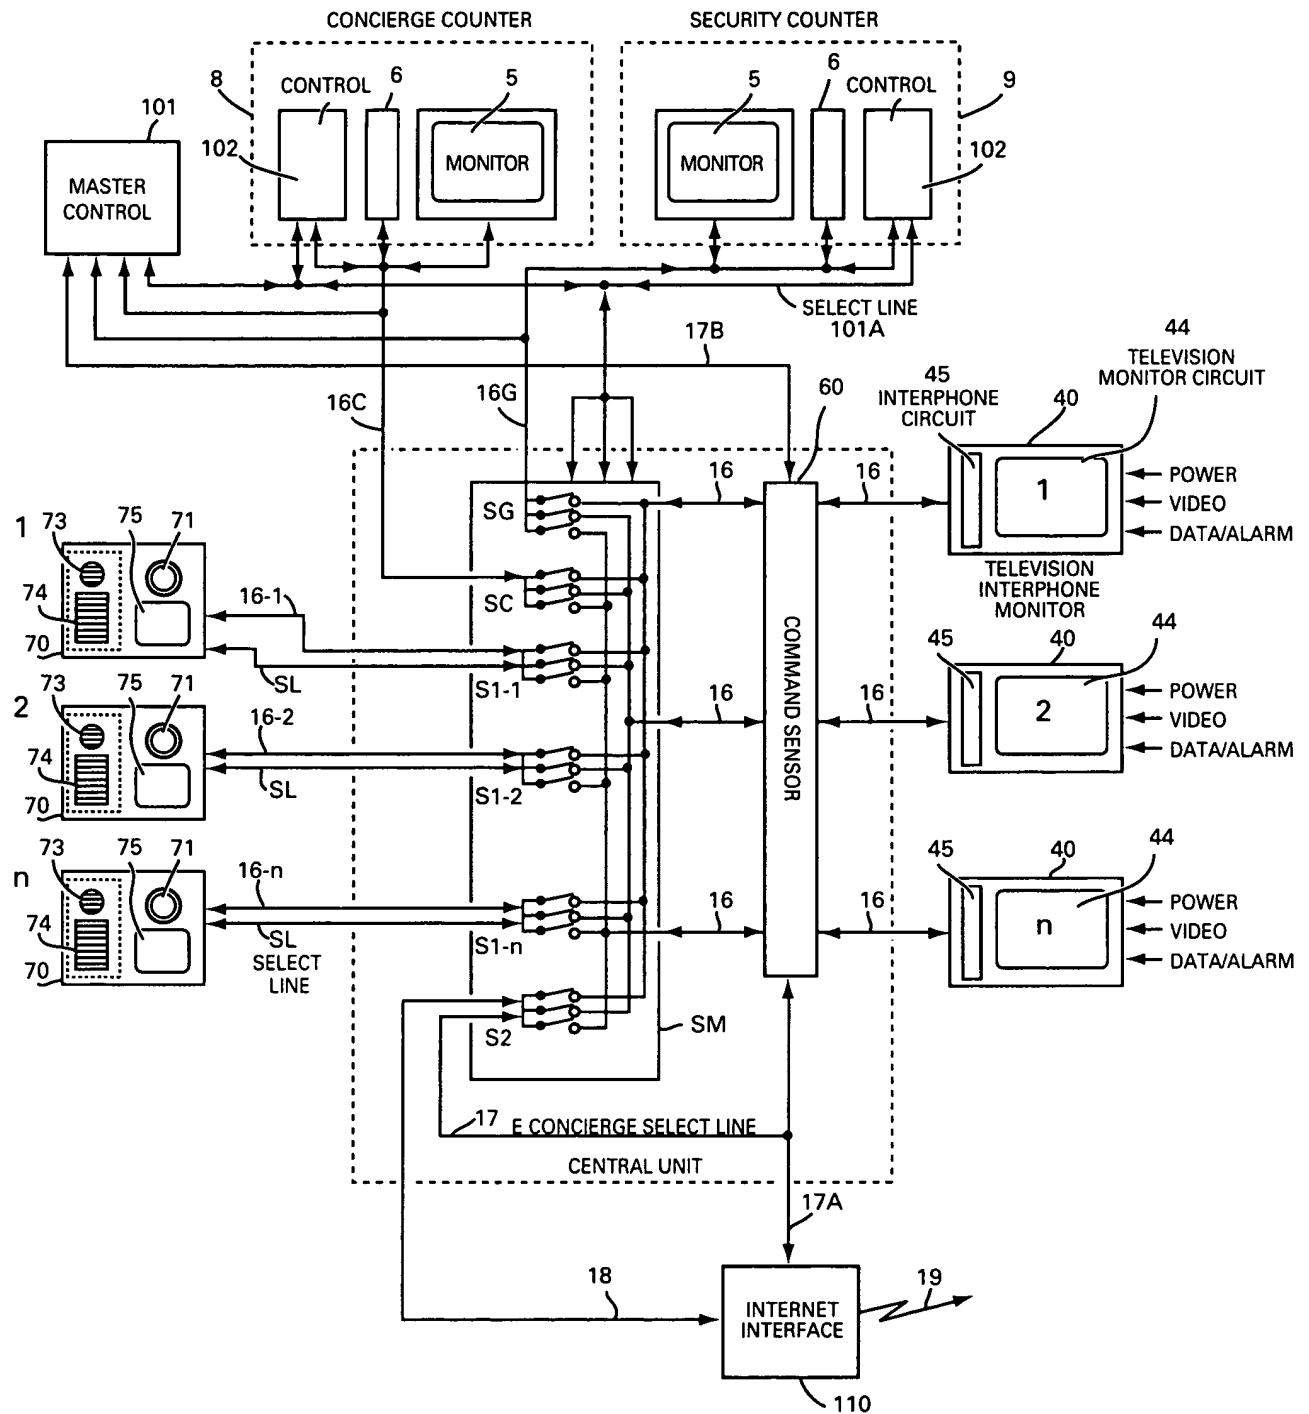 CONCIERGE COUNTER
SECURITY COUNTER
8
CONTROL
6
5
5
6
CONTROL
9
101
102
MONITOR
MONITOR
102
MASTER
CONTROL
SELECT LINE
101A
17B
44
TELEVISION
MONITOR CIRCUIT
45
INTERPHONE
CIRCUIT
40
16C
16G
60
16
16
1
POWER
VIDEO
DATA/ALARM
TELEVISION
INTERPHONE
MONITOR
SG
SC
1
73
75
71
74
70
16-1
SL
S1-1
COMMAND SENSOR
45
40
44
16
16
2
POWER
VIDEO
DATA/ALARM
2
73
75
71
74
70
16-2
SL
S1-2
n
73
75
71
74
70
16-n
SL
SELECT
LINE
S1-n
16
16
45
40
44
n
POWER
VIDEO
DATA/ALARM
S2
SM
17
E CONCIERGE SELECT LINE
CENTRAL UNIT
17A
18
INTERNET
INTERFACE
19
110